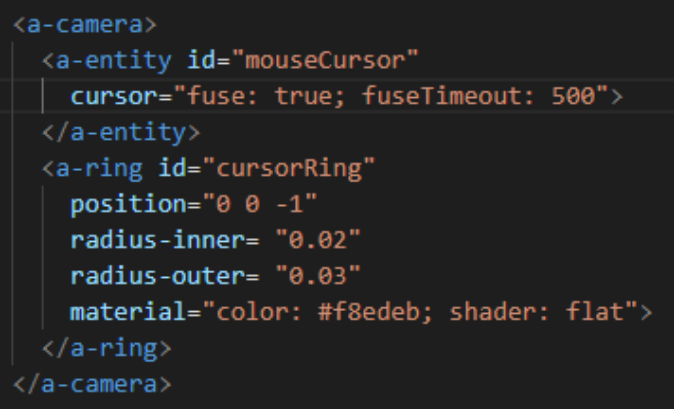 <a-camera>
<a-entity id="mouseCursor"
cursor="fuse: true; fuseTimeout: 500">
</a-entity>
<a-ring id="cursorRing"
position="0 0 -1"
radius-inner= "0.02"
radius-outer= "0.03"
material="color: #f8edeb; shader: flat">
</a-ring>
</a-camera>